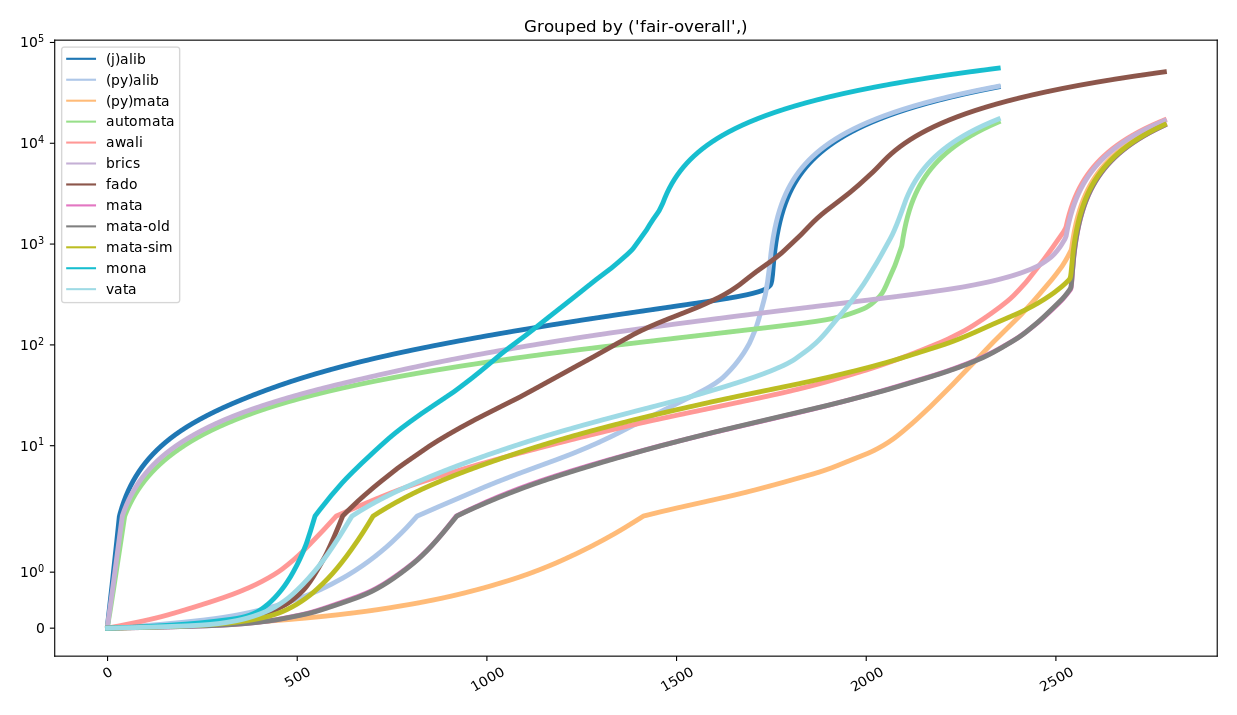 Grouped by ('fair-overall',)
10^5
10^4
10^3
10^2
10^1
10^0
0
(j)alib
(py)alib
(py)mata
automata
awali
brics
fado
mata
mata-old
mata-sim
mona
vata
0
500
1000
1500
2000
2500